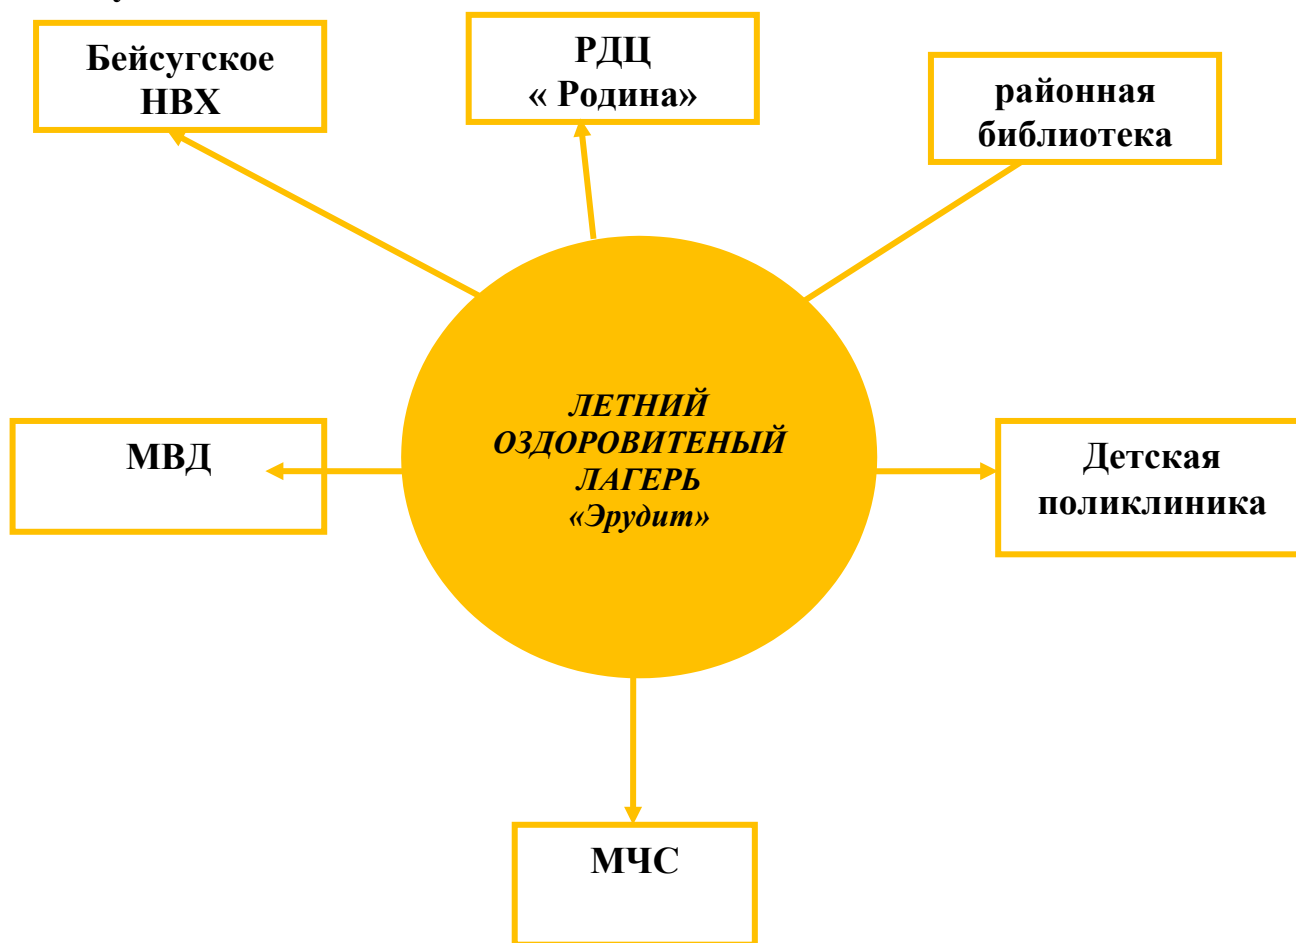 Бейсугское
НВХ
РДЦ
« Родина»
районная
библиотека
ЛЕТНИЙ
ОЗДОРОВИТЕНЫЙ
ЛАГЕРЬ
«Эрудит»
МВД
Детская
поликлиника
МЧС